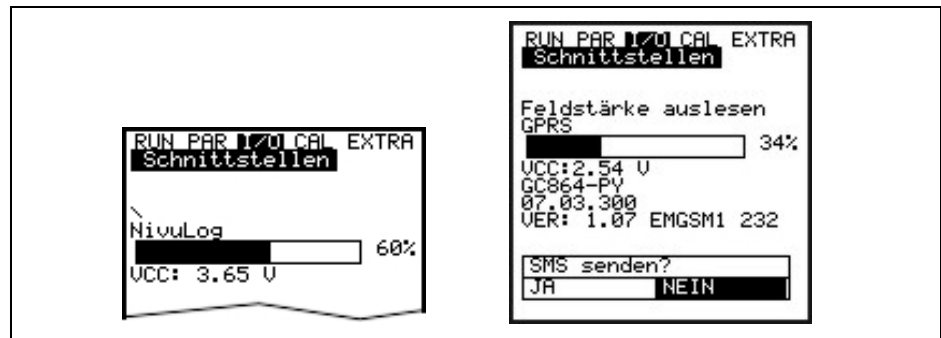 RUN PAR I/O CAL EXTRA
Schnittstellen
\
NivuLog
60%
VCC: 3.65 V
RUN PAR I/O CAL EXTRA
Schnittstellen
Feldstärke auslesen
GPRS
34%
VCC:2.54 V
GC864-PY
07.03.300
VER: 1.07 EMGSM1 232
SMS senden?
JA NEIN